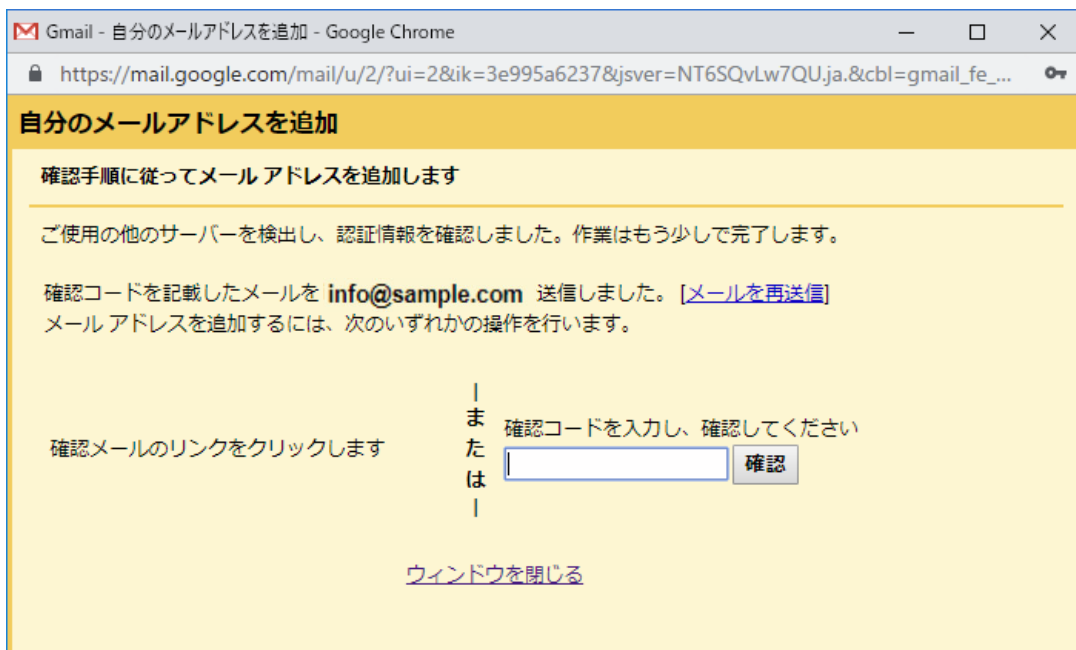 Gmail - 自分のメールアドレスを追加 - Google Chrome
https://mail.google.com/mail/u/2/?ui=2&ik=3e995a6237&jsver=NT6SQvLw7QU.ja.&cbl=gmail_fe_...
自分のメールアドレスを追加
確認手順に従ってメール アドレスを追加します
ご使用の他のサーバーを検出し、認証情報を確認しました。作業はもう少しで完了します。
確認コードを記載したメールを info@sample.com 送信しました。 [メールを再送信]
メール アドレスを追加するには、次のいずれかの操作を行います。
確認メールのリンクをクリックします
|
ま
た
は
|
確認コードを入力し、確認してください
確認
ウィンドウを閉じる